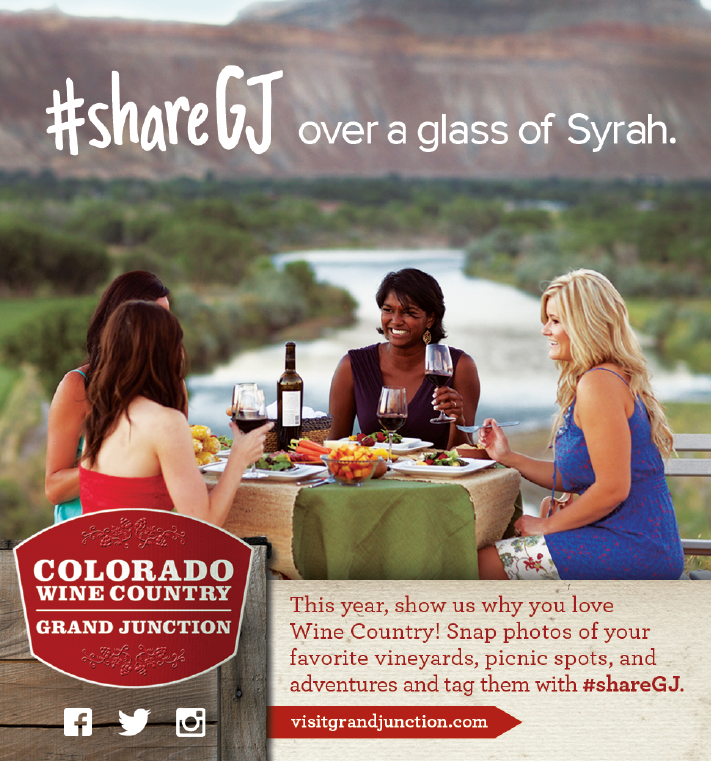 #shareGJ over a glass of Syrah.
COLORADO
WINE COUNTRY
GRAND JUNCTION
This year, show us why you love
Wine Country! Snap photos of your
favorite vineyards, picnic spots, and
adventures and tag them with #shareGJ.
visitgrandjunction.com